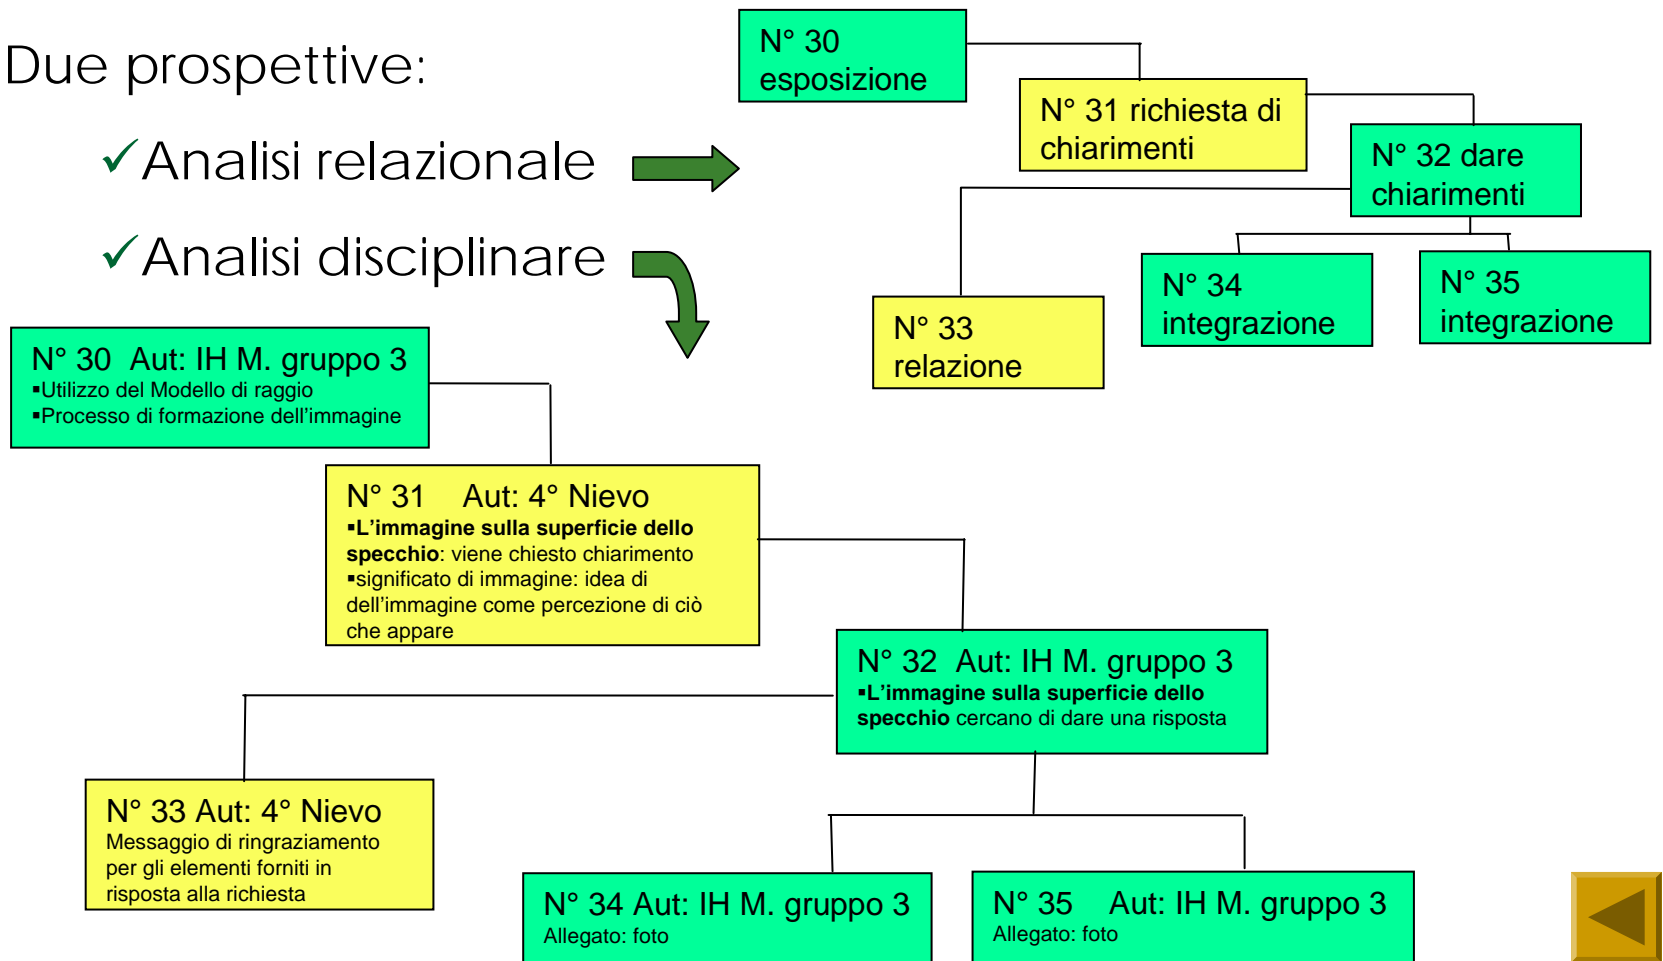 Due prospettive:
✓Analisi relazionale
✓Analisi disciplinare
N° 30
esposizione
N° 31 richiesta di
chiarimenti
N° 32 dare
chiarimenti
N° 33
relazione
N° 34
integrazione
N° 35
integrazione
N° 30 Aut: IH M. gruppo 3
▪Utilizzo del Modello di raggio
▪Processo di formazione dell'immagine
N° 31 Aut: 4° Nievo
▪L'immagine sulla superficie dello
specchio: viene chiesto chiarimento
▪significato di immagine: idea di
dell'immagine come percezione di ciò
che appare
N° 32 Aut: IH M. gruppo 3
▪L'immagine sulla superficie dello
specchio cercano di dare una risposta
N° 33 Aut: 4° Nievo
Messaggio di ringraziamento
per gli elementi forniti in
risposta alla richiesta
N° 34 Aut: IH M. gruppo 3
Allegato: foto
N° 35 Aut: IH M. gruppo 3
Allegato: foto